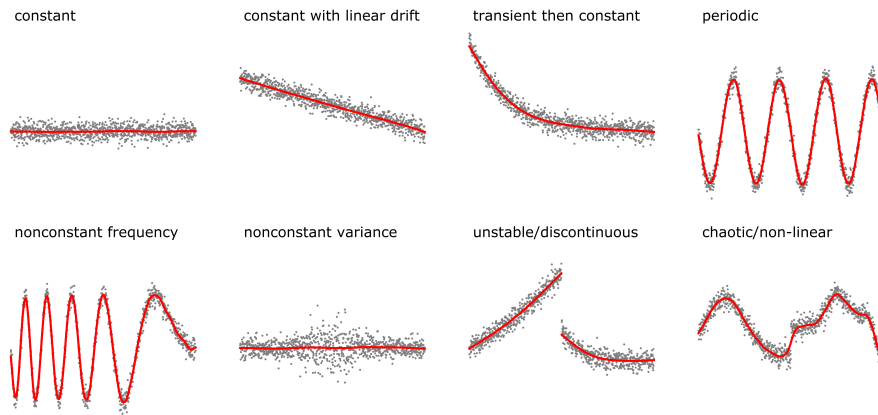 constant
constant with linear drift
transient then constant
periodic
nonconstant frequency
nonconstant variance
unstable/discontinuous
chaotic/non-linear